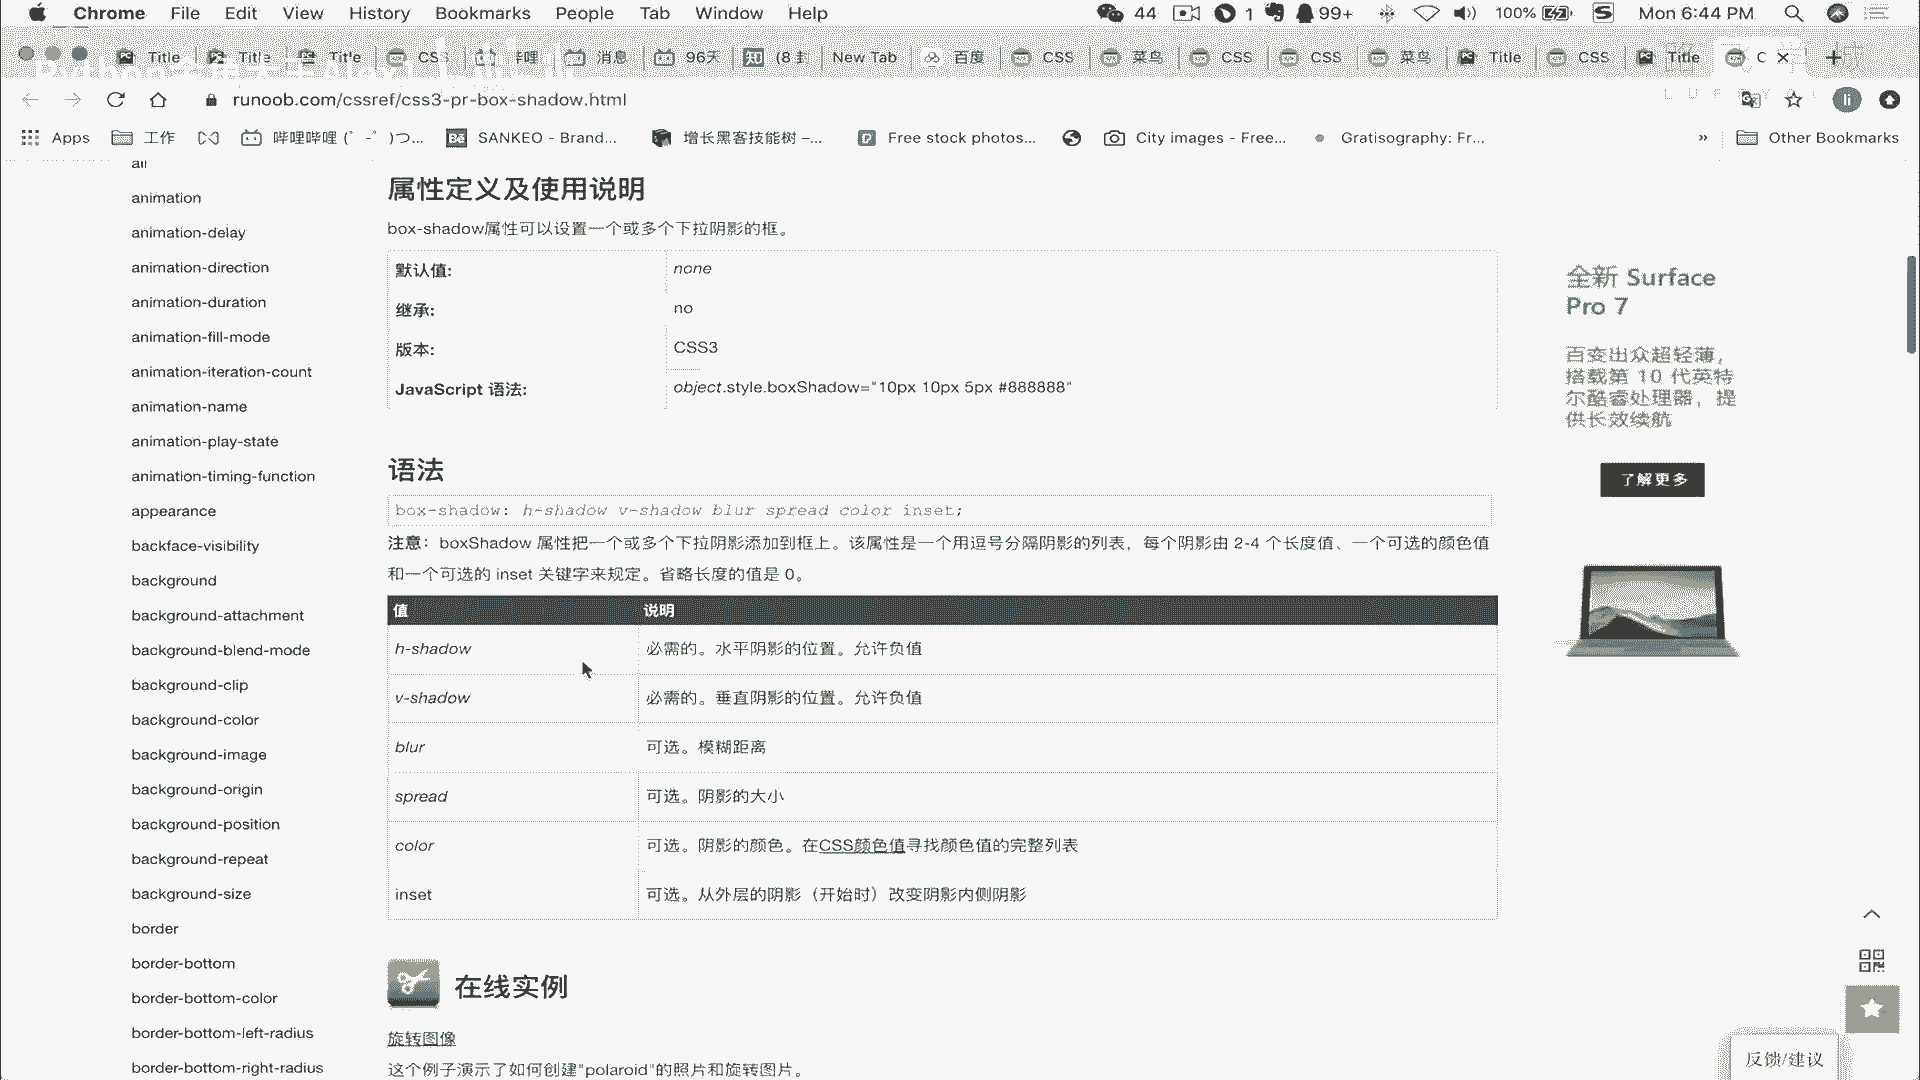 Chrome File Edit View History Bookmarks People Tab Window Help 44 1 99+ 100% Mon 6:44 PM
Title Title Title CSS 哔哩 消息 96天 知 (8 封 New Tab 百度 CSS 菜鸟 CSS CSS 菜鸟 Title CSS Title C
runoob.com/cssref/css3-pr-box-shadow.html li
Apps 工作 哔哩哔哩 (゜-゜)つ... Bē SANKEO - Brand... 增长黑客技能树 –... Free stock photos... City images - Free... Gratisography: Fr... » Other Bookmarks
all
animation
animation-delay
animation-direction
animation-duration
animation-fill-mode
animation-iteration-count
animation-name
animation-play-state
animation-timing-function
appearance
backface-visibility
background
background-attachment
background-blend-mode
background-clip
background-color
background-image
background-origin
background-position
background-repeat
background-size
border
border-bottom
border-bottom-color
border-bottom-left-radius
border-bottom-right-radius
属性定义及使用说明
box-shadow属性可以设置一个或多个下拉阴影的框。
默认值: none
继承: no
版本: CSS3
JavaScript 语法: object.style.boxShadow="10px 10px 5px #888888"
语法
box-shadow: h-shadow v-shadow blur spread color inset;
注意：boxShadow 属性把一个或多个下拉阴影添加到框上。该属性是一个用逗号分隔阴影的列表，每个阴影由 2-4 个长度值、一个可选的颜色值
和一个可选的 inset 关键字来规定。省略长度的值是 0。
值 说明
h-shadow 必需的。水平阴影的位置。允许负值
v-shadow 必需的。垂直阴影的位置。允许负值
blur 可选。模糊距离
spread 可选。阴影的大小
color 可选。阴影的颜色。在CSS颜色值寻找颜色值的完整列表
inset 可选。从外层的阴影（开始时）改变阴影内侧阴影
在线实例
旋转图像
这个例子演示了如何创建"polaroid"的照片和旋转图片。
全新 Surface
Pro 7
百变出众超轻薄，
搭载第 10 代英特
尔酷睿处理器，提
供长效续航
了解更多
反馈/建议